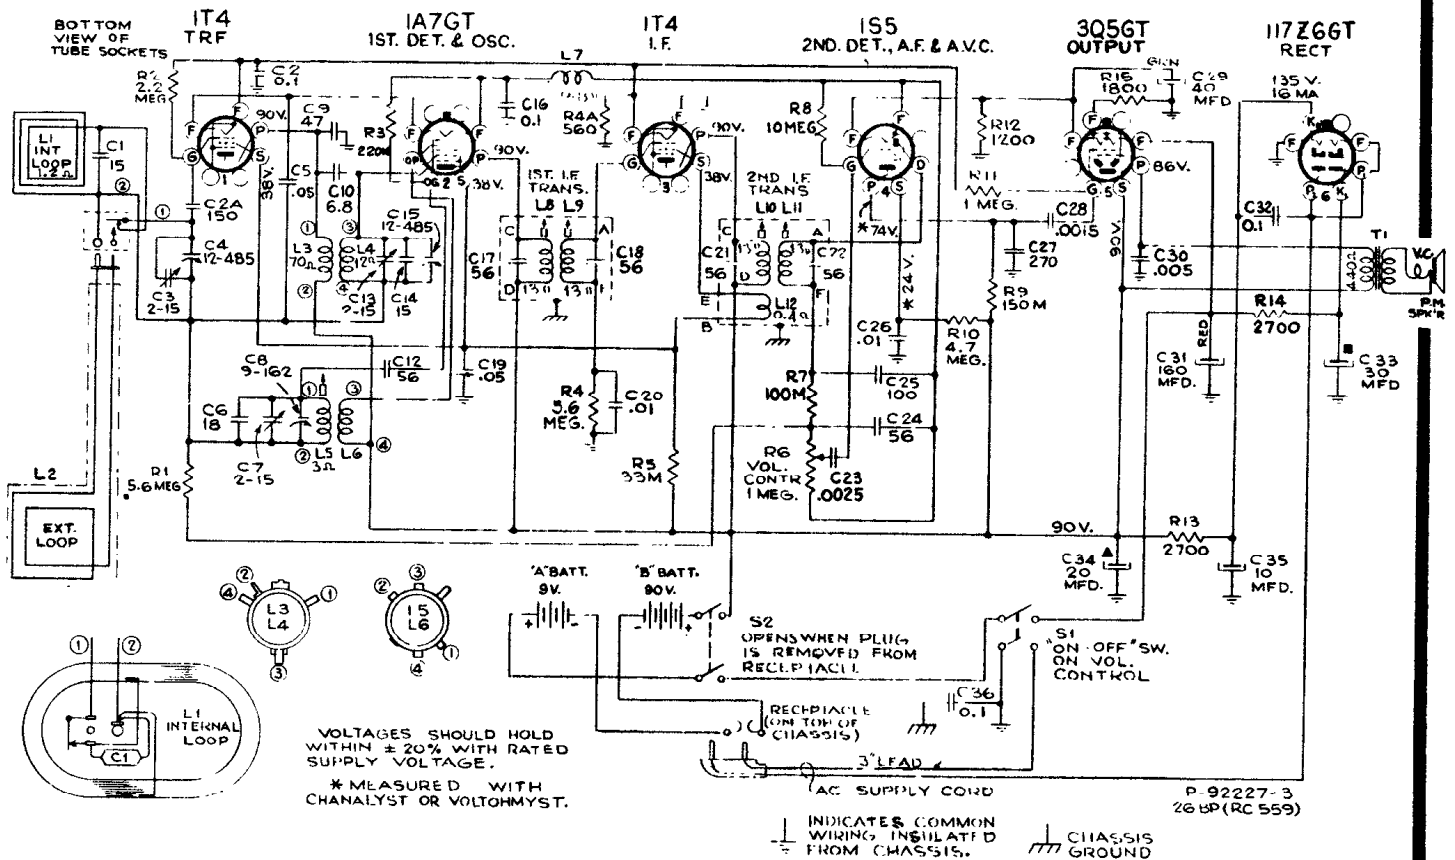 BOTTOM
VIEW OF
TUBE SOCKETS
1T4
TRF
1A7GT
1ST. DET. & OSC.
1T4
I.F.
1S5
2ND. DET., A.F. & A.V.C.
3Q5GT
OUTPUT
117Z6GT
RECT
135 V.
16 MA
R2
2.2
MEG
C2
0.1
L7
C16
0.1
R4A
560
R8
10 MEG
R12
1200
GRN
R15
1800
C29
40
MFD
L1
INT
LOOP
1.2 Ω
C1
15
C2A
150
C4
12-485
C3
2-15
90V.
38V.
C9
47
C5
.05
C10
6.8
R3
220M
L3
70Ω
L4
12Ω
C15
12-485
C13
2-15
C14
15
90V.
38V.
1ST. I.F.
TRANS.
L8 L9
C17
56
13Ω
13Ω
C18
56
90V.
38V.
2ND I.F.
TRANS
L10 L11
C21
56
C22
56
L12
0.4Ω
*74V.
*24 V.
R11
1 MEG.
C28
.0015
C27
270
R9
150M
R10
4.7
MEG.
C26
.01
86V.
90V.
C30
.005
C32
0.1
T1
440Ω
V.C.
P.M.
SPK'R
R14
2700
RED
C31
160
MFD.
C33
30
MFD
C8
9-162
C12
56
C19
.05
C6
18
C7
2-15
L5
3Ω
L6
R1
5.6 MEG
R4
5.6
MEG.
C20
.01
R5
33M
R7
100M
C25
100
C24
56
R6
VOL.
CONTR
1 MEG.
C23
.0025
L2
EXT.
LOOP
90V.
R13
2700
C34
20
MFD.
C35
10
MFD.
L3
L4
L5
L6
"A" BATT.
9V.
"B" BATT.
90V.
S2
OPENS WHEN PLUG
IS REMOVED FROM
RECEPTACLE
S1
"ON-OFF" SW.
ON VOL.
CONTROL
C36
0.1
RECEPTACLE
(ON TOP OF
CHASSIS)
3" LEAD
AC SUPPLY CORD
L1
INTERNAL
LOOP
C1
VOLTAGES SHOULD HOLD
WITHIN ± 20% WITH RATED
SUPPLY VOLTAGE.
* MEASURED WITH
CHANALYST OR VOLTOHMYST.
P-92227-3
26 BP (RC 559)
INDICATES COMMON
WIRING INSULATED
FROM CHASSIS.
CHASSIS
GROUND